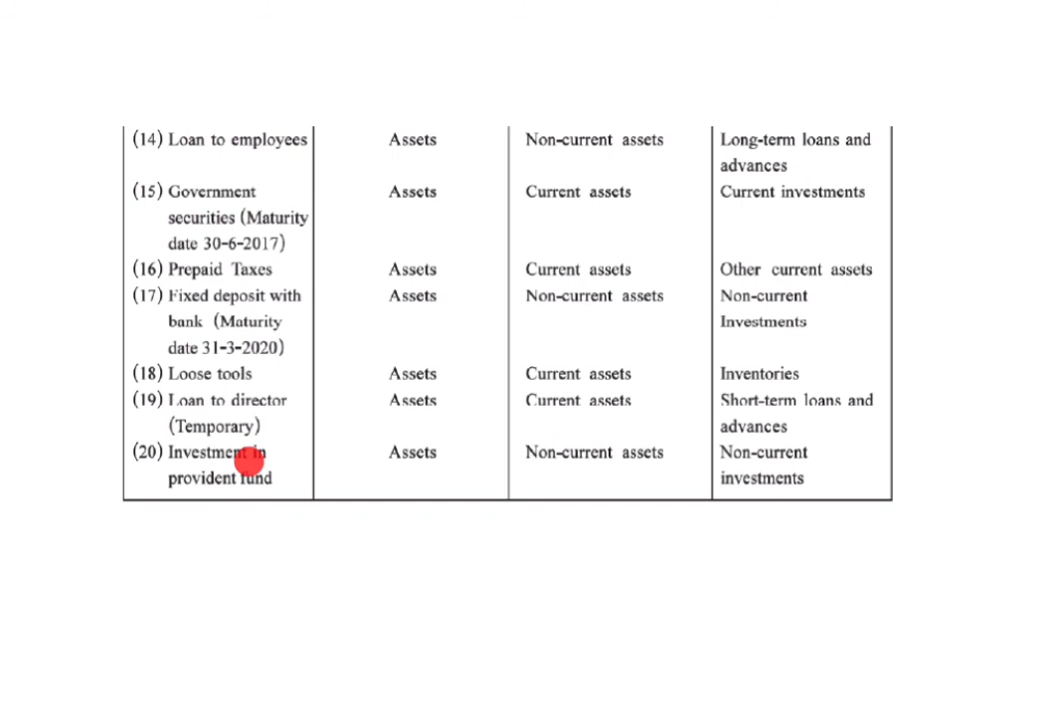 (14) Loan to employees Assets Non-current assets Long-term loans and
advances
(15) Government Assets Current assets Current investments
securities (Maturity
date 30-6-2017)
(16) Prepaid Taxes Assets Current assets Other current assets
(17) Fixed deposit with Assets Non-current assets Non-current
bank (Maturity Investments
date 31-3-2020)
(18) Loose tools Assets Current assets Inventories
(19) Loan to director Assets Current assets Short-term loans and
(Temporary) advances
(20) Investment in Assets Non-current assets Non-current
provident fund investments